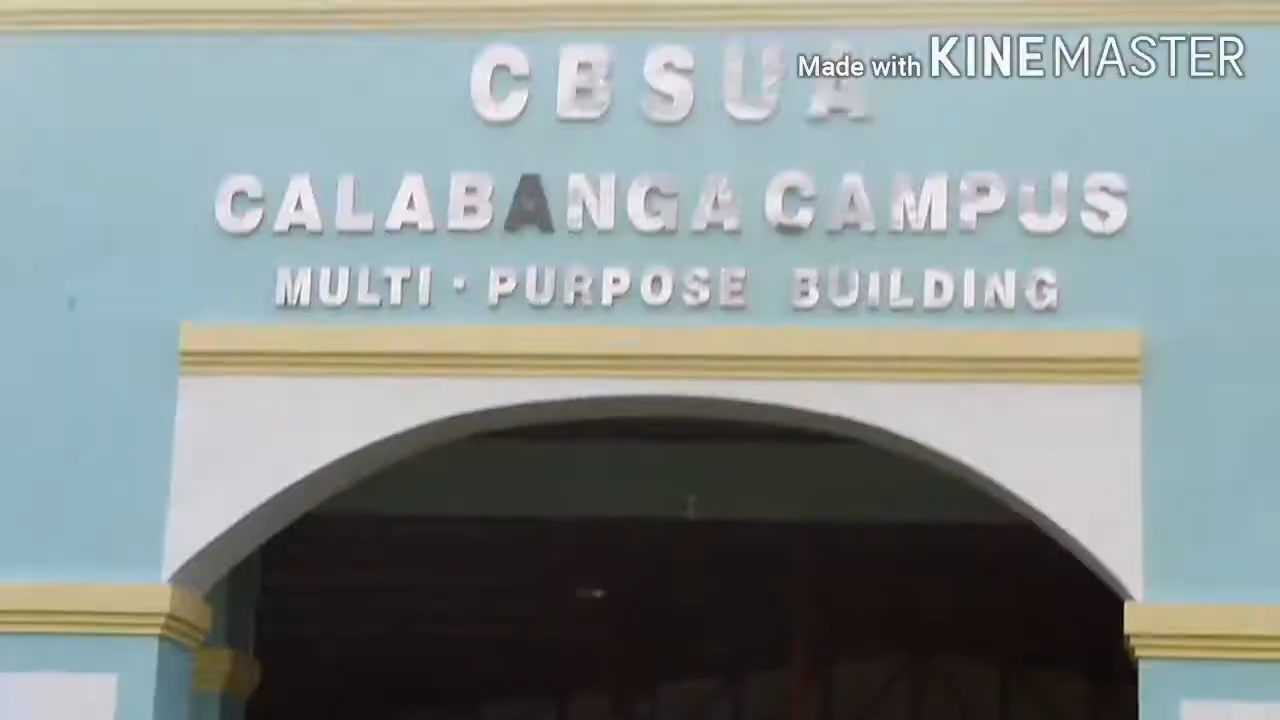 CBSUA
Made with KINEMASTER
CALABANGA CAMPUS
MULTI-PURPOSE BUILDING